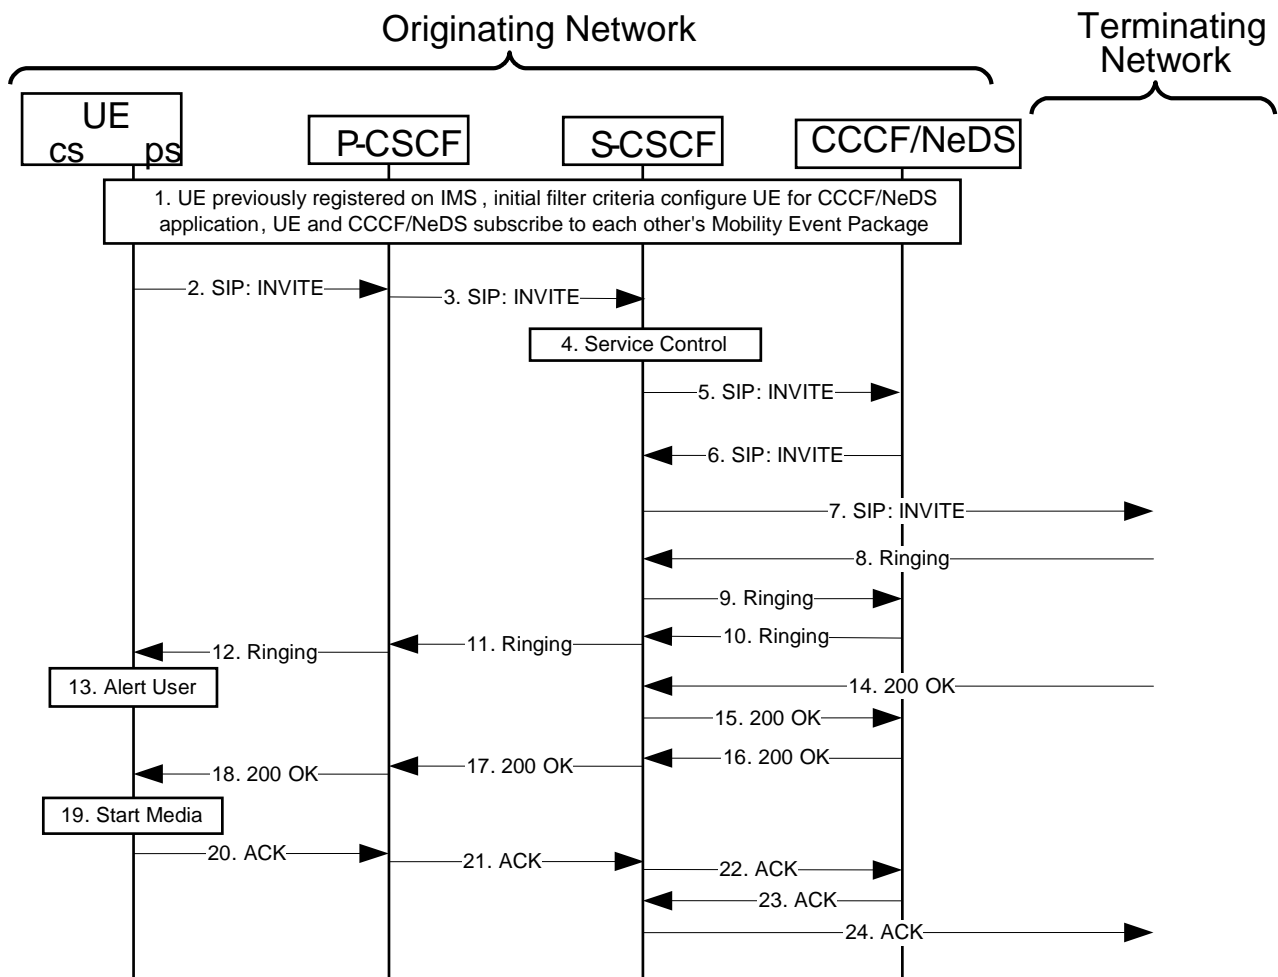 Originating Network
Terminating
Network
UE
cs ps
P-CSCF
S-CSCF
CCCF/NeDS
1. UE previously registered on IMS , initial filter criteria configure UE for CCCF/NeDS
application, UE and CCCF/NeDS subscribe to each other's Mobility Event Package
2. SIP: INVITE
3. SIP: INVITE
4. Service Control
5. SIP: INVITE
6. SIP: INVITE
7. SIP: INVITE
8. Ringing
9. Ringing
10. Ringing
11. Ringing
12. Ringing
13. Alert User
14. 200 OK
15. 200 OK
16. 200 OK
17. 200 OK
18. 200 OK
19. Start Media
20. ACK
21. ACK
22. ACK
23. ACK
24. ACK